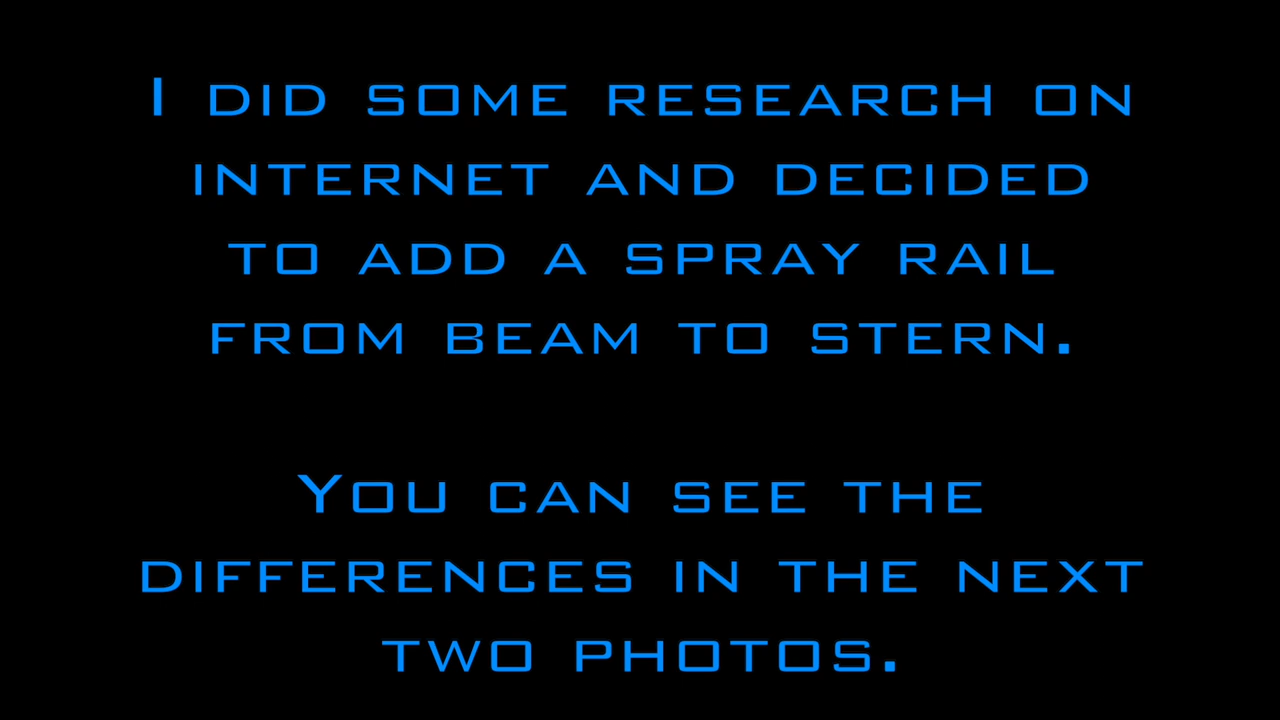 I DID SOME RESEARCH ON
INTERNET AND DECIDED
TO ADD A SPRAY RAIL
FROM BEAM TO STERN.
YOU CAN SEE THE
DIFFERENCES IN THE NEXT
TWO PHOTOS.